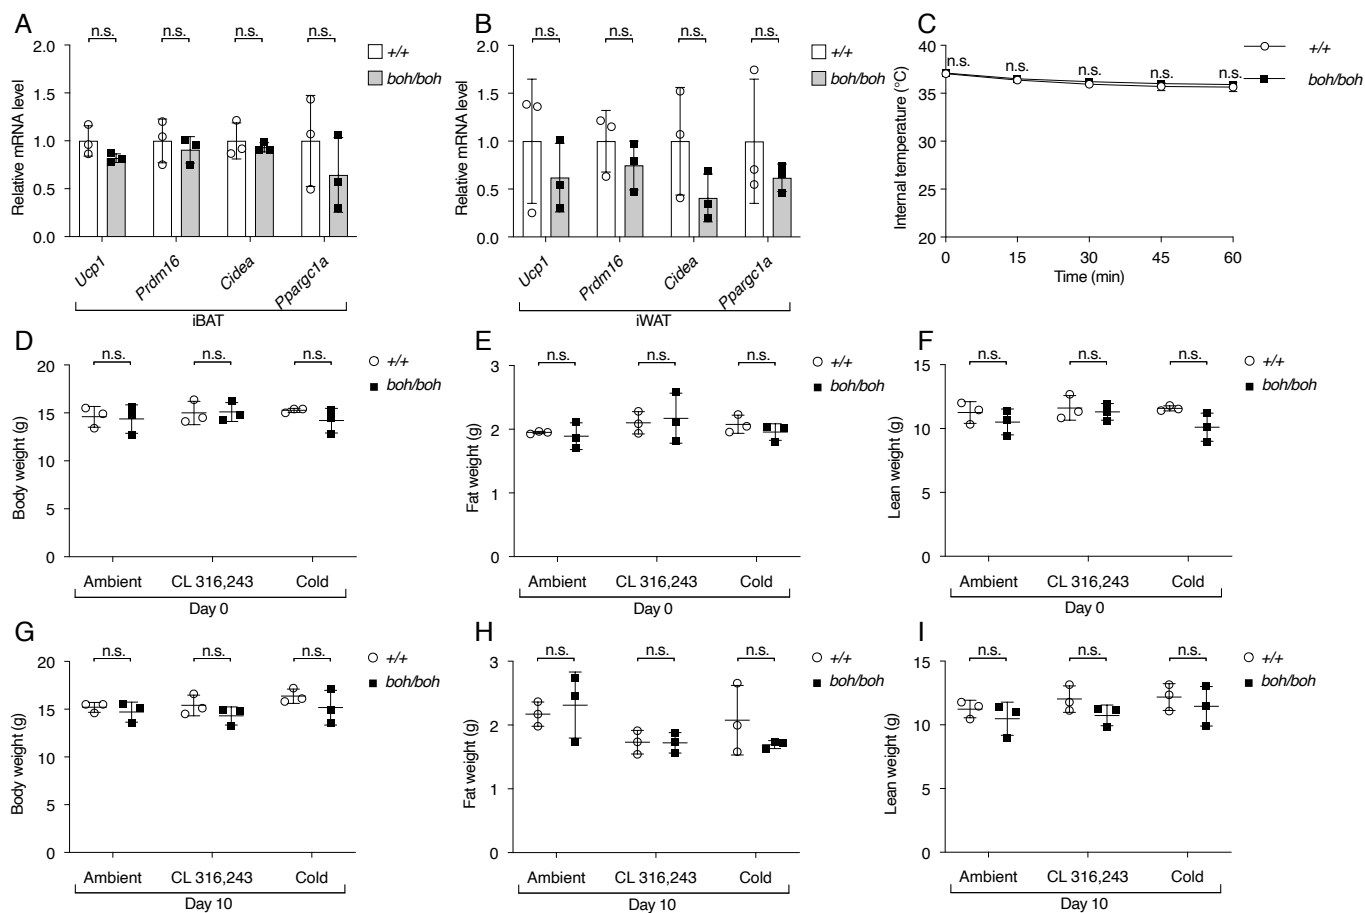 A
n.s. n.s. n.s. n.s.
+/+
boh/boh
Relative mRNA level
2.0
1.5
1.0
0.5
0.0
Ucp1 Prdm16 Cidea Ppargc1a
iBAT
B
n.s. n.s. n.s. n.s.
+/+
boh/boh
Relative mRNA level
2.0
1.5
1.0
0.5
0.0
Ucp1 Prdm16 Cidea Ppargc1a
iWAT
C
n.s. n.s. n.s. n.s. n.s.
+/+
boh/boh
Internal temperature (°C)
40
35
30
25
20
0 15 30 45 60
Time (min)
D
n.s. n.s. n.s.
+/+
boh/boh
Body weight (g)
20
15
10
5
0
Ambient CL 316,243 Cold
Day 0
E
n.s. n.s. n.s.
+/+
boh/boh
Fat weight (g)
3
2
1
0
Ambient CL 316,243 Cold
Day 0
F
n.s. n.s. n.s.
+/+
boh/boh
Lean weight (g)
15
10
5
0
Ambient CL 316,243 Cold
Day 0
G
n.s. n.s. n.s.
+/+
boh/boh
Body weight (g)
20
15
10
5
0
Ambient CL 316,243 Cold
Day 10
H
n.s. n.s. n.s.
+/+
boh/boh
Fat weight (g)
3
2
1
0
Ambient CL 316,243 Cold
Day 10
I
n.s. n.s. n.s.
+/+
boh/boh
Lean weight (g)
15
10
5
0
Ambient CL 316,243 Cold
Day 10